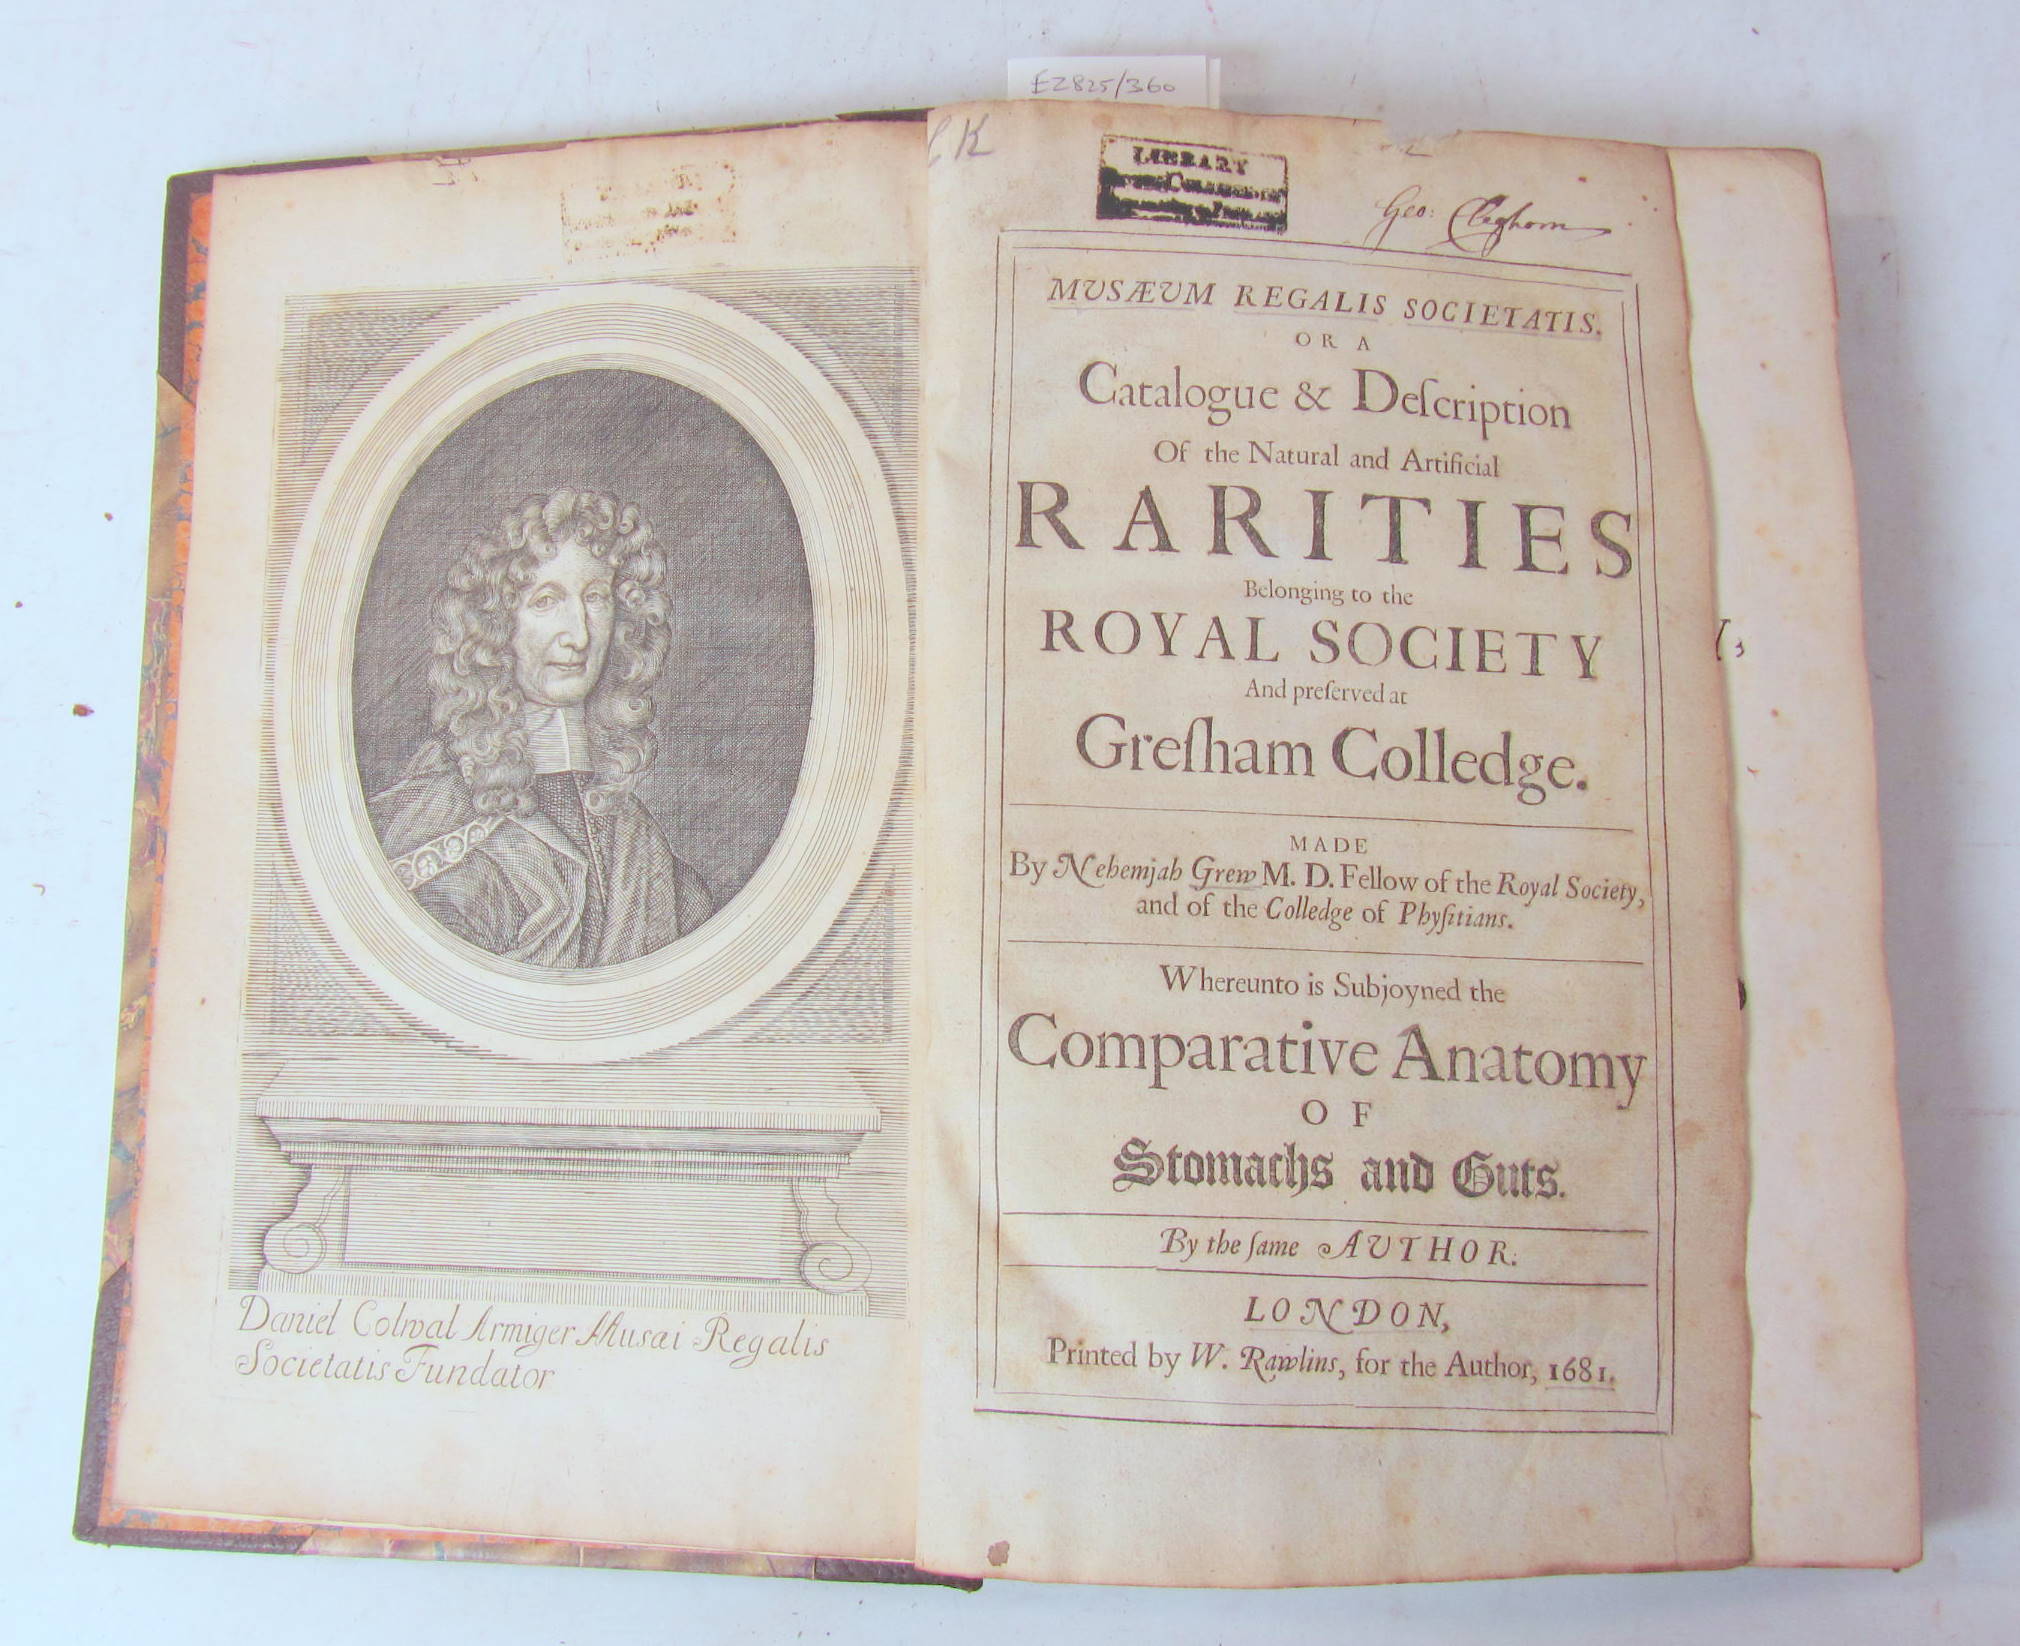 EZ825/360
K
LIBRARY
Geo: Cleghorn
MVSÆVM REGALIS SOCIETATIS.
OR A
Catalogue & Deſcription
Of the Natural and Artificial
RARITIES
Belonging to the
ROYAL SOCIETY
And preſerved at
Greſham Colledge.
MADE
By Nehemjah Grew M. D. Fellow of the Royal Society,
and of the Colledge of Phyſitians.
Whereunto is Subjoyned the
Comparative Anatomy
OF
Stomachs and Guts.
By the ſame AUTHOR.
LONDON,
Printed by W. Rawlins, for the Author, 1681.
Daniel Colwal Armiger Musæi Regalis
Societatis Fundator